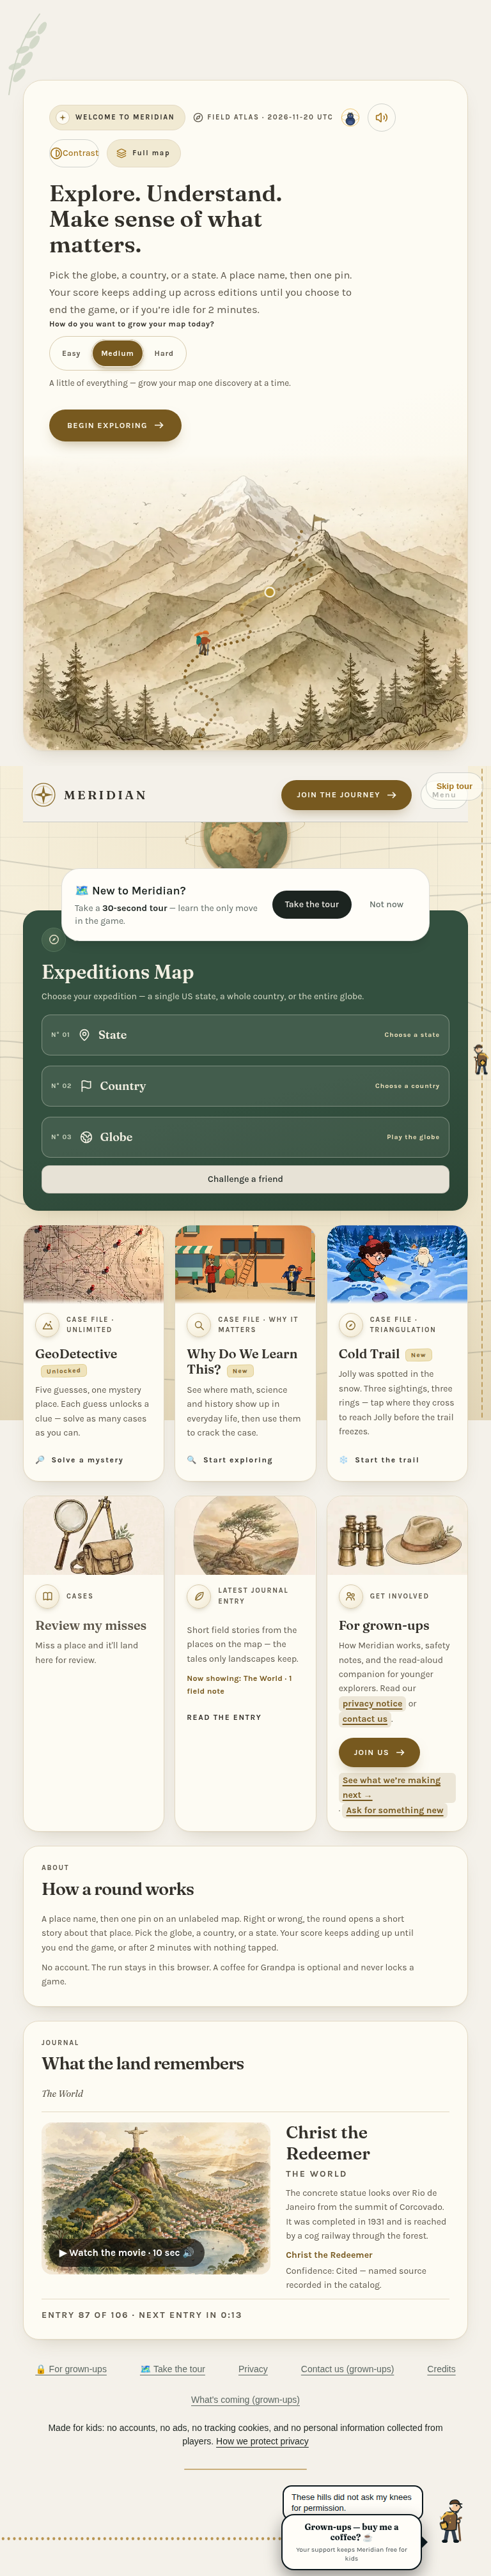 WELCOME TO MERIDIAN
FIELD ATLAS · 2026-11-20 UTC
Contrast
Full map
Explore. Understand.
Make sense of what
matters.
Pick the globe, a country, or a state. A place name, then one pin.
Your score keeps adding up across editions until you choose to
end the game, or if you're idle for 2 minutes.
How do you want to grow your map today?
Easy
Medium
Hard
A little of everything — grow your map one discovery at a time.
BEGIN EXPLORING →
MERIDIAN
JOIN THE JOURNEY →
Menu
Skip tour
🗺️ New to Meridian?
Take a 30-second tour — learn the only move
in the game.
Take the tour
Not now
Expeditions Map
Choose your expedition — a single US state, a whole country, or the entire globe.
N° 01
State
Choose a state
N° 02
Country
Choose a country
N° 03
Globe
Play the globe
Challenge a friend
CASE FILE ·
UNLIMITED
GeoDetective
Unlocked
Five guesses, one mystery
place. Each guess unlocks a
clue — solve as many cases
as you can.
🔎 Solve a mystery
CASE FILE · WHY IT
MATTERS
Why Do We Learn
This? New
See where math, science
and history show up in
everyday life, then use them
to crack the case.
🔍 Start exploring
CASE FILE ·
TRIANGULATION
Cold Trail New
Jolly was spotted in the
snow. Three sightings, three
rings — tap where they cross
to reach Jolly before the trail
freezes.
❄️ Start the trail
CASES
Review my misses
Miss a place and it'll land
here for review.
LATEST JOURNAL
ENTRY
Short field stories from the
places on the map — the
tales only landscapes keep.
Now showing: The World · 1
field note
READ THE ENTRY
GET INVOLVED
For grown-ups
How Meridian works, safety
notes, and the read-aloud
companion for younger
explorers. Read our
privacy notice or
contact us.
JOIN US →
See what we're making
next →
· Ask for something new
ABOUT
How a round works
A place name, then one pin on an unlabeled map. Right or wrong, the round opens a short
story about that place. Pick the globe, a country, or a state. Your score keeps adding up until
you end the game, or after 2 minutes with nothing tapped.
No account. The run stays in this browser. A coffee for Grandpa is optional and never locks a
game.
JOURNAL
What the land remembers
The World
▶ Watch the movie · 10 sec 🔊
Christ the
Redeemer
THE WORLD
The concrete statue looks over Rio de
Janeiro from the summit of Corcovado.
It was completed in 1931 and is reached
by a cog railway through the forest.
Christ the Redeemer
Confidence: Cited — named source
recorded in the catalog.
ENTRY 87 OF 106 · NEXT ENTRY IN 0:13
🔒 For grown-ups
🗺️ Take the tour
Privacy
Contact us (grown-ups)
Credits
What's coming (grown-ups)
Made for kids: no accounts, no ads, no tracking cookies, and no personal information collected from
players. How we protect privacy
These hills did not ask my knees
for permission.
Grown-ups — buy me a
coffee? ☕
Your support keeps Meridian free for
kids